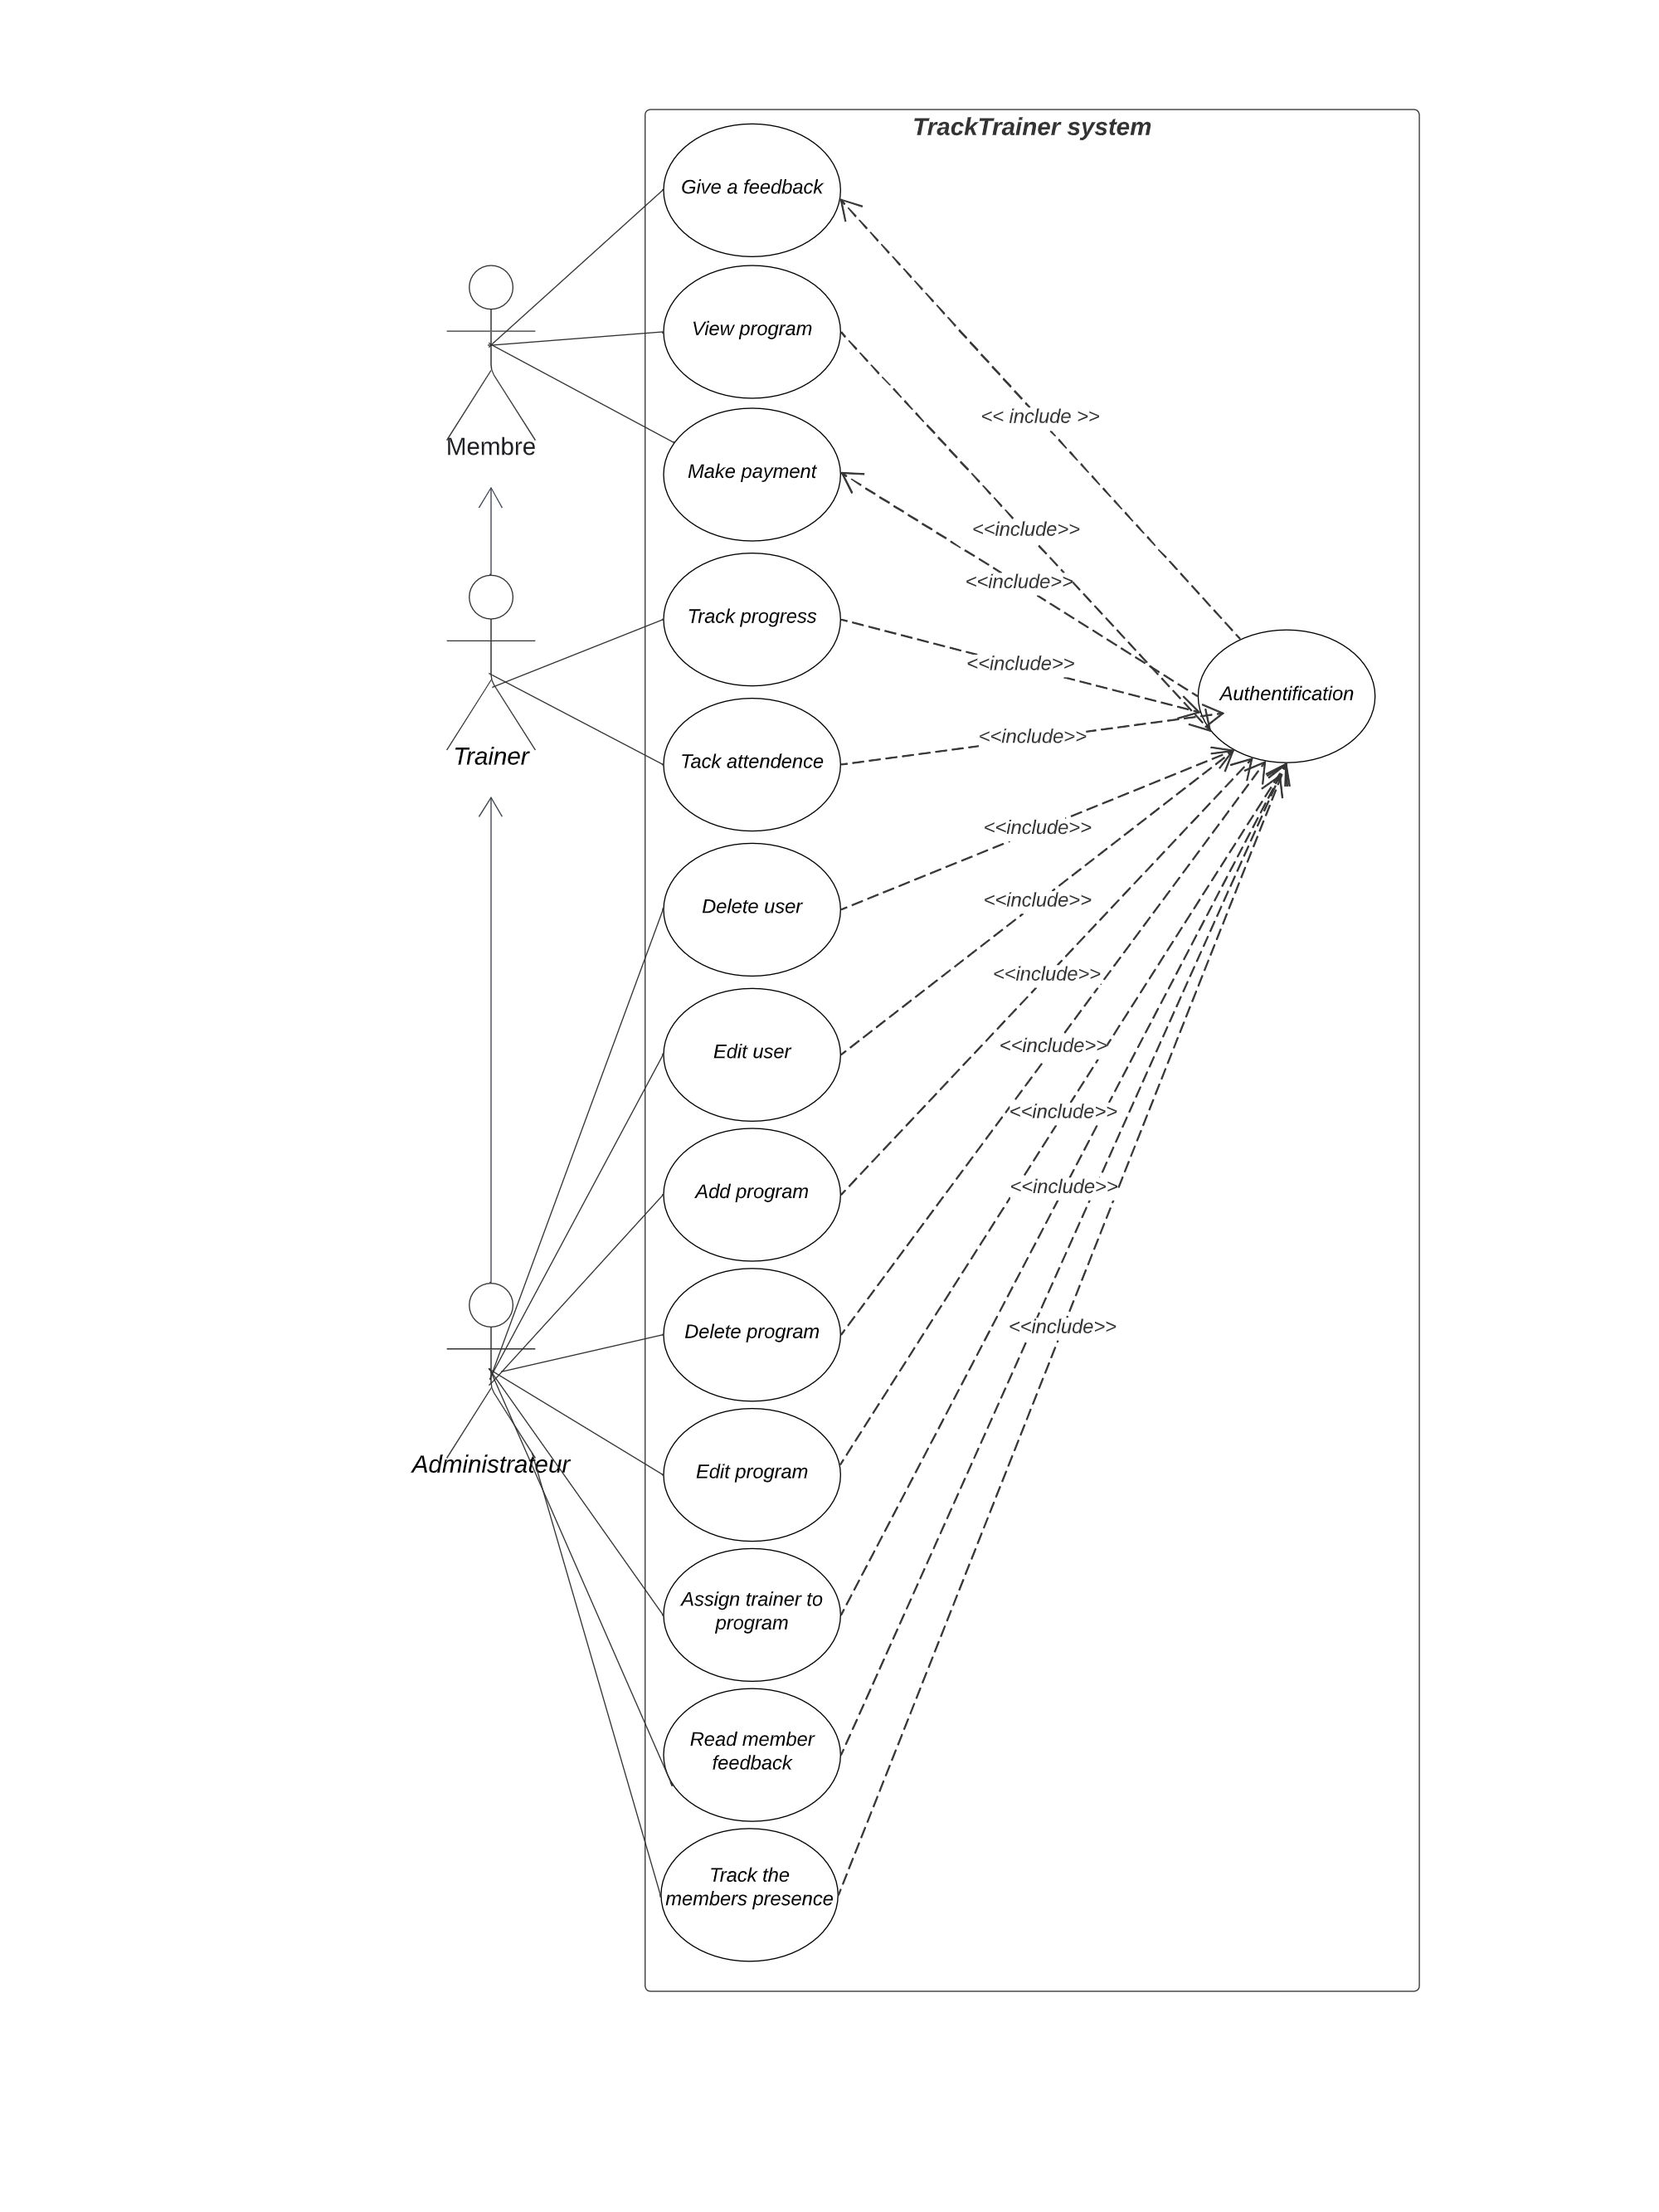 TrackTrainer system
Give a feedback
View program
<< include >>
Membre
Make payment
<<include>>
<<include>>
Track progress
<<include>>
Authentification
<<include>>
Trainer
Tack attendence
<<include>>
Delete user
<<include>>
<<include>>
Edit user
<<include>>
<<include>>
Add program
<<include>>
Delete program
<<include>>
Administrateur
Edit program
Assign trainer to
program
Read member
feedback
Track the
members presence